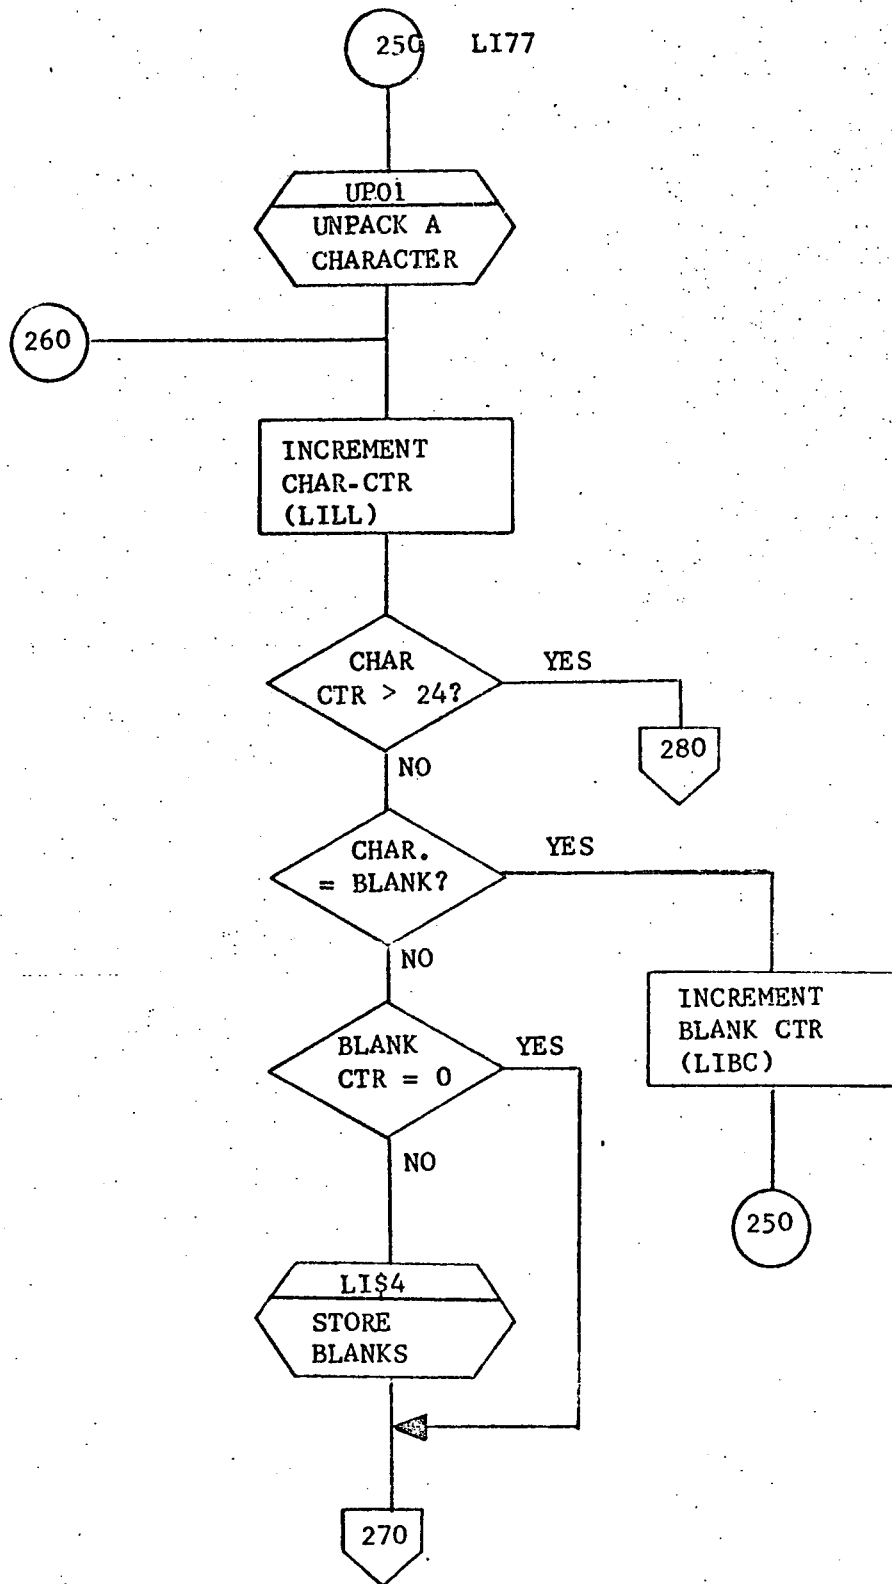 250 LI77
UP01
UNPACK A
CHARACTER
260
INCREMENT
CHAR-CTR
(LILL)
CHAR
CTR > 24?
YES
280
NO
CHAR.
= BLANK?
YES
NO
INCREMENT
BLANK CTR
(LIBC)
BLANK
CTR = 0
YES
NO
250
LI$4
STORE
BLANKS
270